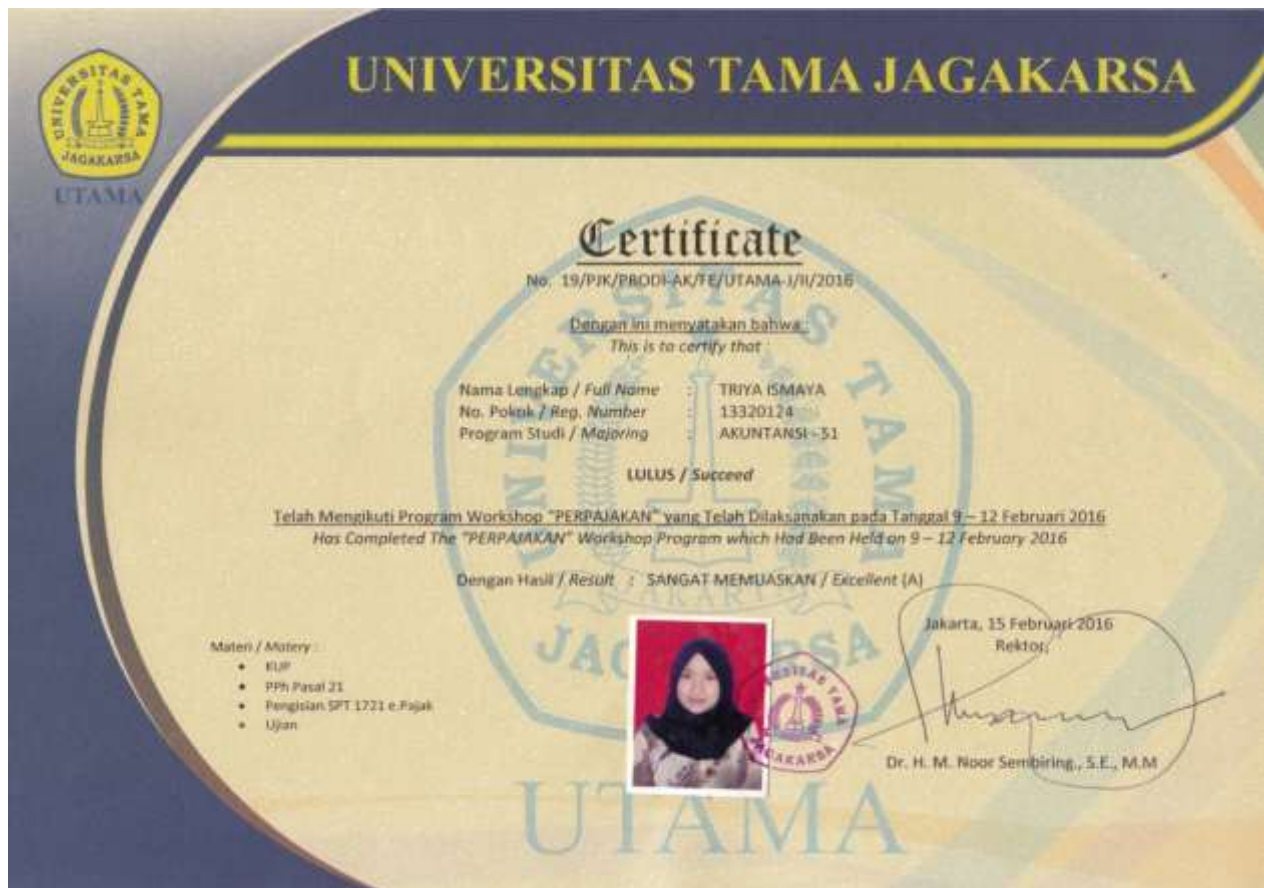 UNIVERSITAS TAMA JAGAKARSA
UNIVERSITAS TAMA
JAGAKARSA
UTAMA
Certificate
No. 19/PJK/PRODI-AK/FE/UTAMA-J/II/2016
Dengan ini menyatakan bahwa :
This is to certify that :
Nama Lengkap / Full Name : TRIYA ISMAYA
No. Pokok / Reg. Number : 13320124
Program Studi / Majoring : AKUNTANSI - S1
LULUS / Succeed
Telah Mengikuti Program Workshop "PERPAJAKAN" yang Telah Dilaksanakan pada Tanggal 9 – 12 Februari 2016
Has Completed The "PERPAJAKAN" Workshop Program which Had Been Held on 9 – 12 February 2016
Dengan Hasil / Result : SANGAT MEMUASKAN / Excellent (A)
Materi / Matery :
• KUP
• PPh Pasal 21
• Pengisian SPT 1721 e.Pajak
• Ujian
Jakarta, 15 Februari 2016
Rektor,
Dr. H. M. Noor Sembiring., S.E., M.M
UNIVERSITAS TAMA
JAKARTA
JAGAKARSA
UTAMA